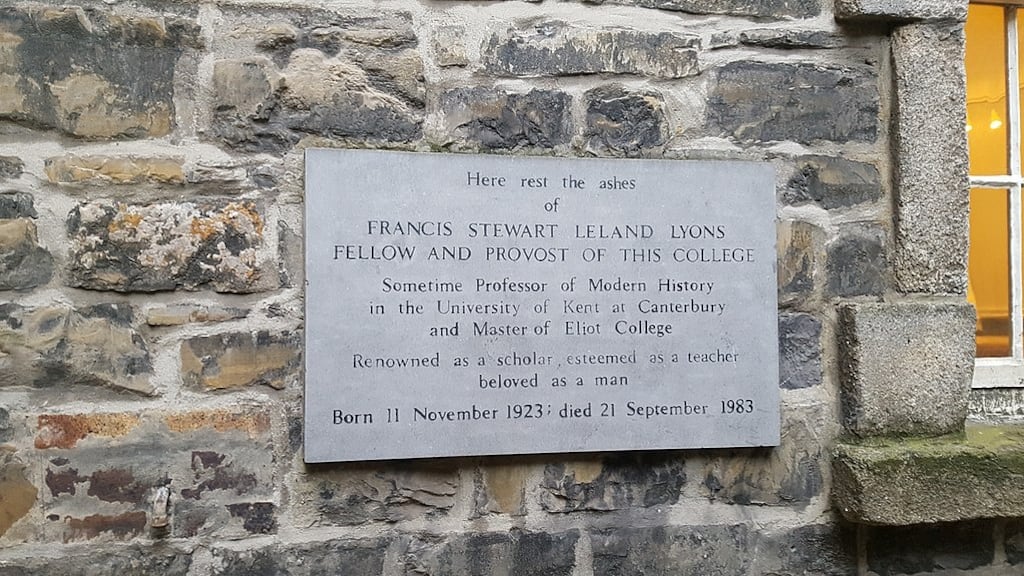 Here rest the ashes
of
FRANCIS STEWART LELAND LYONS
FELLOW AND PROVOST OF THIS COLLEGE
Sometime Professor of Modern History
in the University of Kent at Canterbury
and Master of Eliot College
Renowned as a scholar, esteemed as a teacher
beloved as a man
Born 11 November 1923; died 21 September 1983